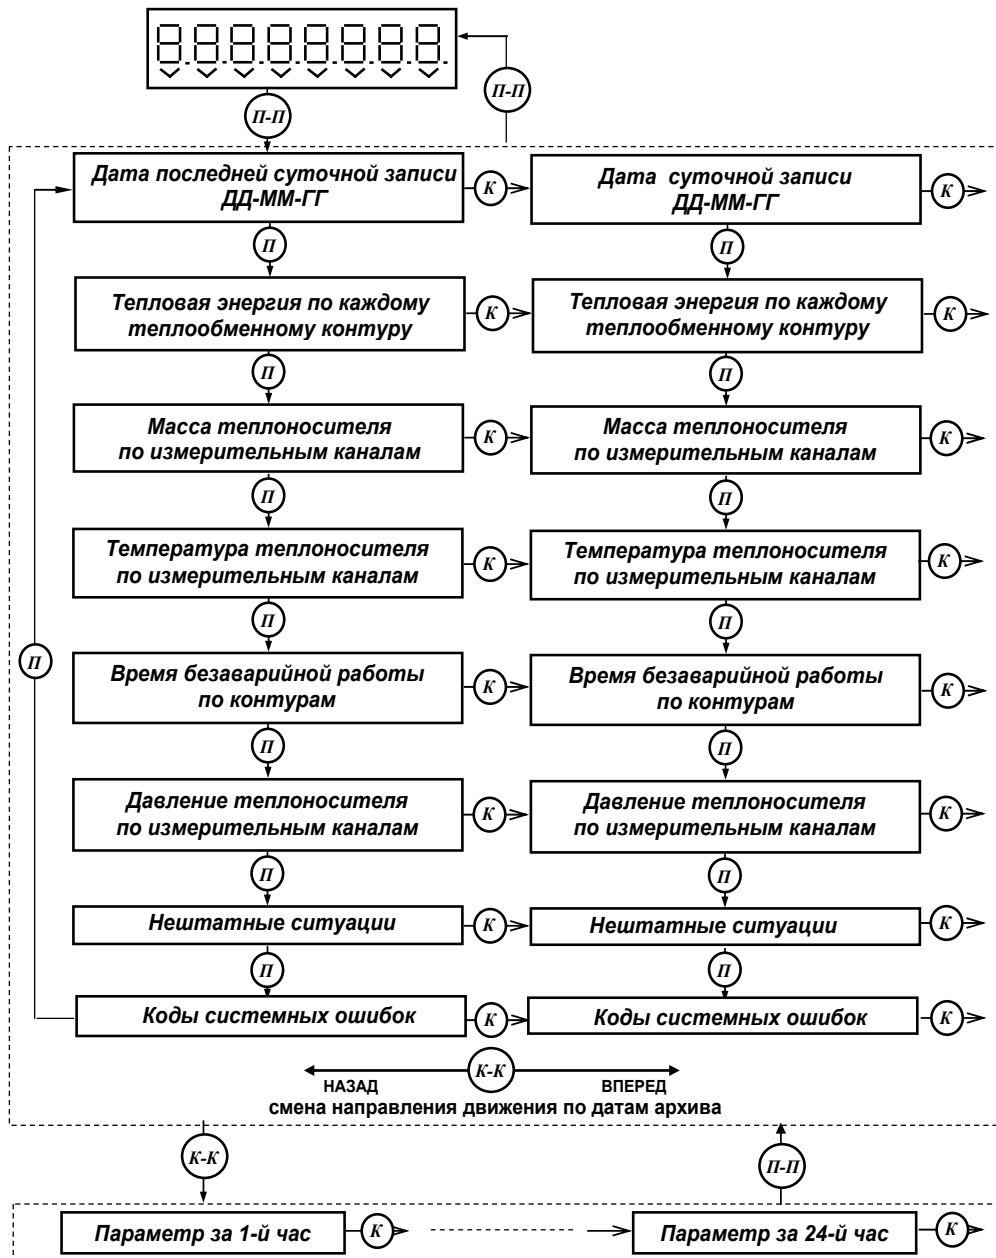 П-П
П-П
Дата последней суточной записи
ДД-ММ-ГГ
К
Дата суточной записи
ДД-ММ-ГГ
К
П
П
Тепловая энергия по каждому
теплообменному контуру
К
Тепловая энергия по каждому
теплообменному контуру
К
П
П
Масса теплоносителя
по измерительным каналам
К
Масса теплоносителя
по измерительным каналам
К
П
П
Температура теплоносителя
по измерительным каналам
К
Температура теплоносителя
по измерительным каналам
К
П
П
П
Время безаварийной работы
по контурам
К
Время безаварийной работы
по контурам
К
П
П
Давление теплоносителя
по измерительным каналам
К
Давление теплоносителя
по измерительным каналам
К
П
П
Нештатные ситуации
К
Нештатные ситуации
К
П
П
Коды системных ошибок
К
Коды системных ошибок
К
К-К
НАЗАД
ВПЕРЕД
смена направления движения по датам архива
К-К
П-П
Параметр за 1-й час
К
Параметр за 24-й час
К